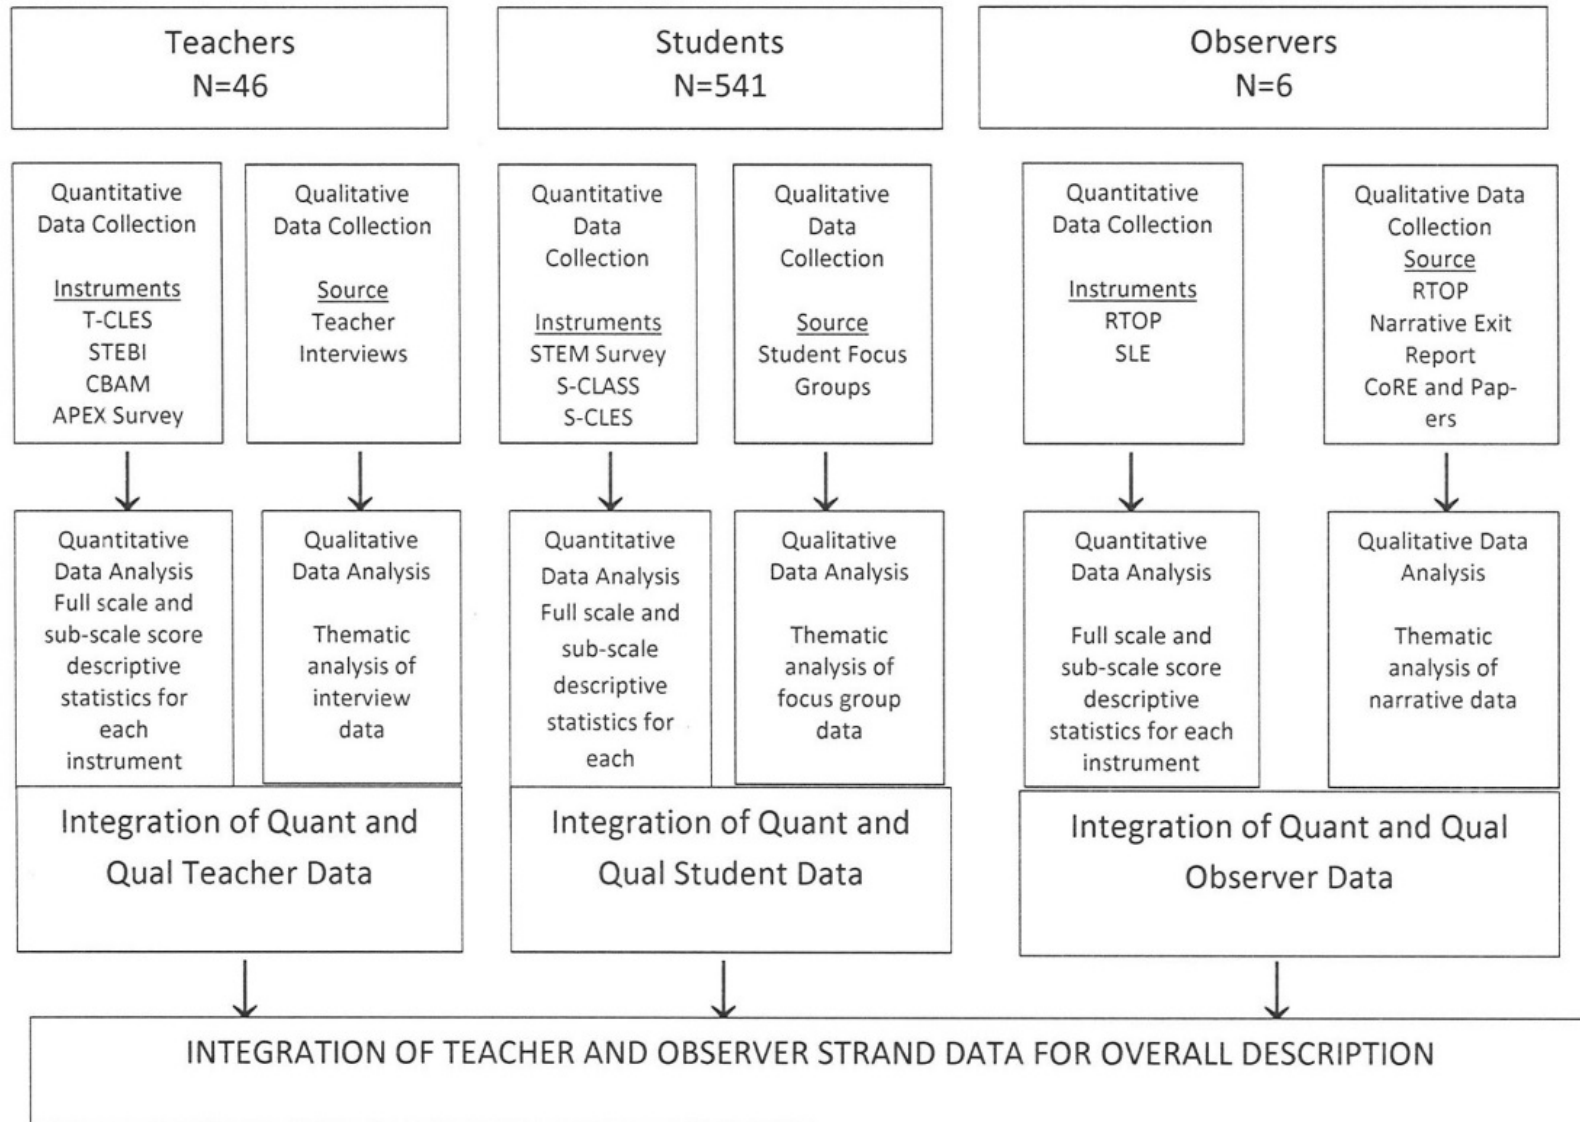 Teachers
N=46
Students
N=541
Observers
N=6
Quantitative
Data Collection
Instruments
T-CLES
STEBI
CBAM
APEX Survey
Qualitative
Data Collection
Source
Teacher
Interviews
Quantitative
Data
Collection
Instruments
STEM Survey
S-CLASS
S-CLES
Qualitative
Data
Collection
Source
Student Focus
Groups
Quantitative
Data Collection
Instruments
RTOP
SLE
Qualitative Data
Collection
Source
RTOP
Narrative Exit
Report
CoRE and Pap-
ers
Quantitative
Data Analysis
Full scale and
sub-scale score
descriptive
statistics for
each
instrument
Qualitative
Data Analysis
Thematic
analysis of
interview
data
Quantitative
Data Analysis
Full scale and
sub-scale
descriptive
statistics for
each
Qualitative
Data Analysis
Thematic
analysis of
focus group
data
Quantitative
Data Analysis
Full scale and
sub-scale score
descriptive
statistics for each
instrument
Qualitative Data
Analysis
Thematic
analysis of
narrative data
Integration of Quant and
Qual Teacher Data
Integration of Quant and
Qual Student Data
Integration of Quant and Qual
Observer Data
INTEGRATION OF TEACHER AND OBSERVER STRAND DATA FOR OVERALL DESCRIPTION